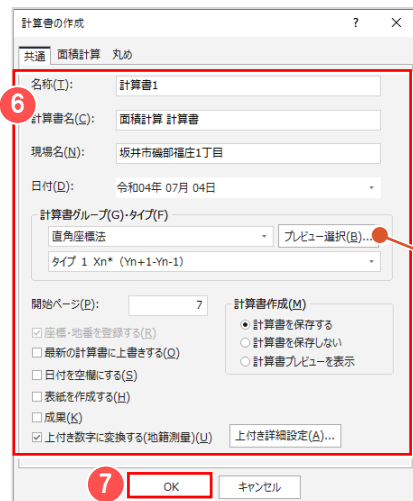 計算書の作成 ? ×
共通 面積計算 丸め
6
名称(T): 計算書1
計算書名(C): 面積計算 計算書
現場名(N): 坂井市磯部福庄1丁目
日付(D): 令和04年 07月 04日
計算書グループ(G)・タイプ(F)
直角座標法 プレビュー選択(B)...
タイプ 1 Xn* (Yn+1-Yn-1)
開始ページ(P): 7
計算書作成(M)
計算書を保存する
計算書を保存しない
計算書プレビューを表示
座標・地番を登録する(R)
最新の計算書に上書きする(O)
日付を空欄にする(S)
表紙を作成する(H)
成果(K)
上付き数字に変換する(地籍測量)(U) 上付き詳細設定(A)...
7
OK キャンセル